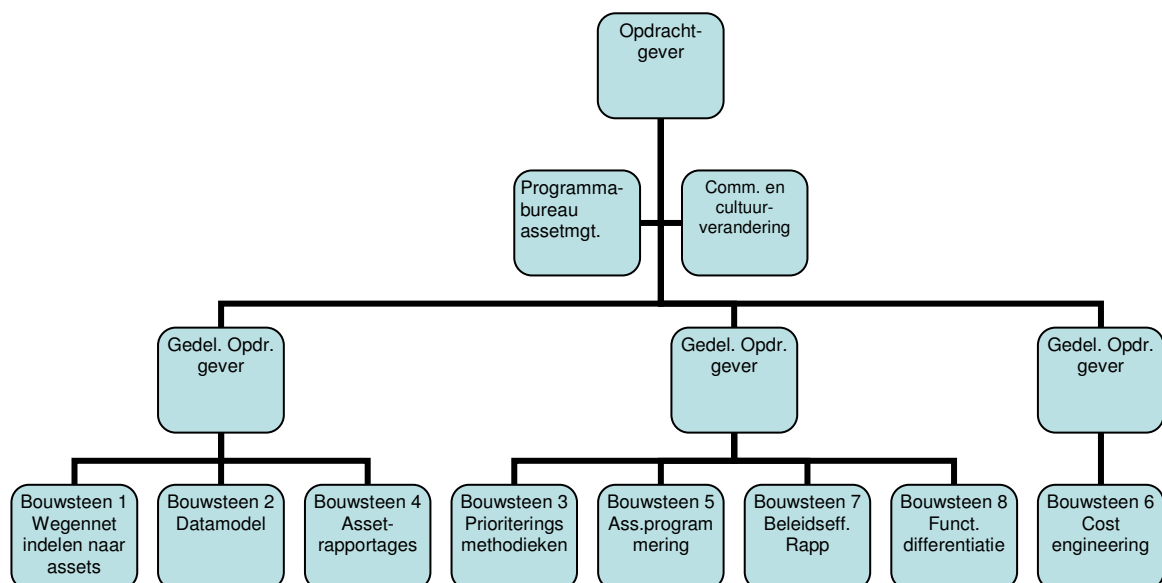 Opdracht-
gever
Programma-
bureau
assetmgt.
Comm. en
cultuur-
verandering
Gedel. Opdr.
gever
Gedel. Opdr.
gever
Gedel. Opdr.
gever
Bouwsteen 1
Wegennet
indelen naar
assets
Bouwsteen 2
Datamodel
Bouwsteen 4
Asset-
rapportages
Bouwsteen 3
Prioriterings
methodieken
Bouwsteen 5
Ass.program
mering
Bouwsteen 7
Beleidseff.
Rapp
Bouwsteen 8
Funct.
differentiatie
Bouwsteen 6
Cost
engineering